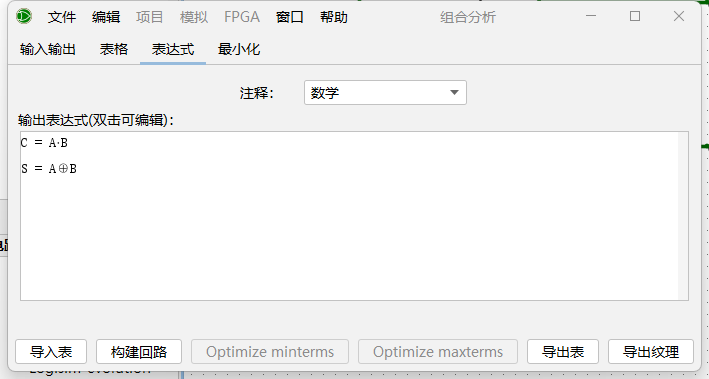 文件 编辑 项目 模拟 FPGA 窗口 帮助 组合分析
输入输出 表格 表达式 最小化
注释: 数学
输出表达式(双击可编辑):
C = A·B
S = A⊕B
导入表 构建回路 Optimize minterms Optimize maxterms 导出表 导出纹理
Logisim-evolution